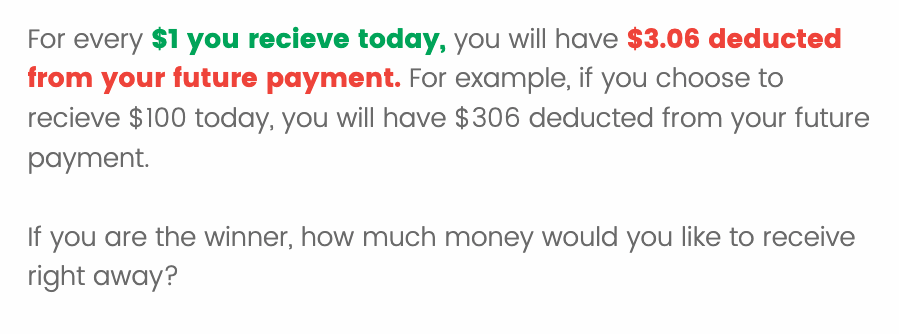 For every $1 you recieve today, you will have $3.06 deducted
from your future payment. For example, if you choose to
recieve $100 today, you will have $306 deducted from your future
payment.
If you are the winner, how much money would you like to receive
right away?